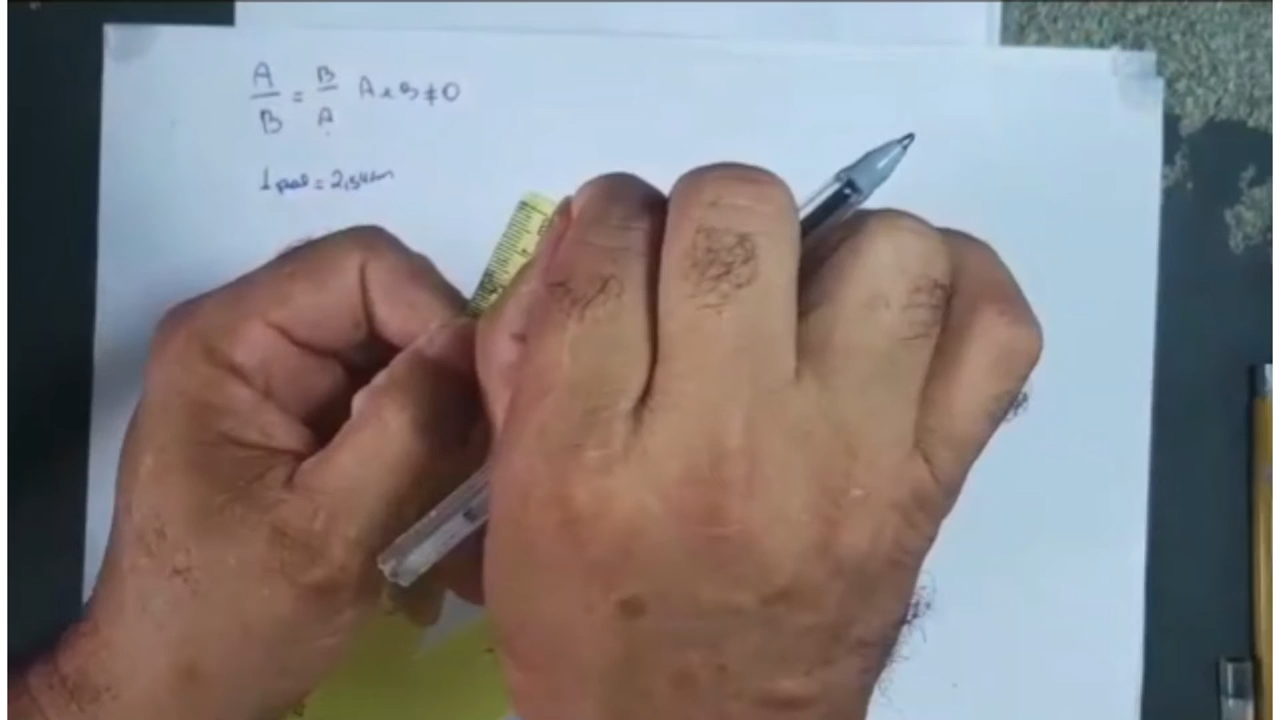 A/B = B/A A e B ≠ 0
1 pol = 2,54cm